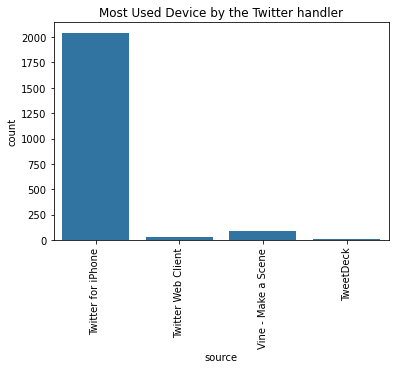 Most Used Device by the Twitter handler
count
2000
1750
1500
1250
1000
750
500
250
0
Twitter for iPhone
Twitter Web Client
Vine - Make a Scene
TweetDeck
source